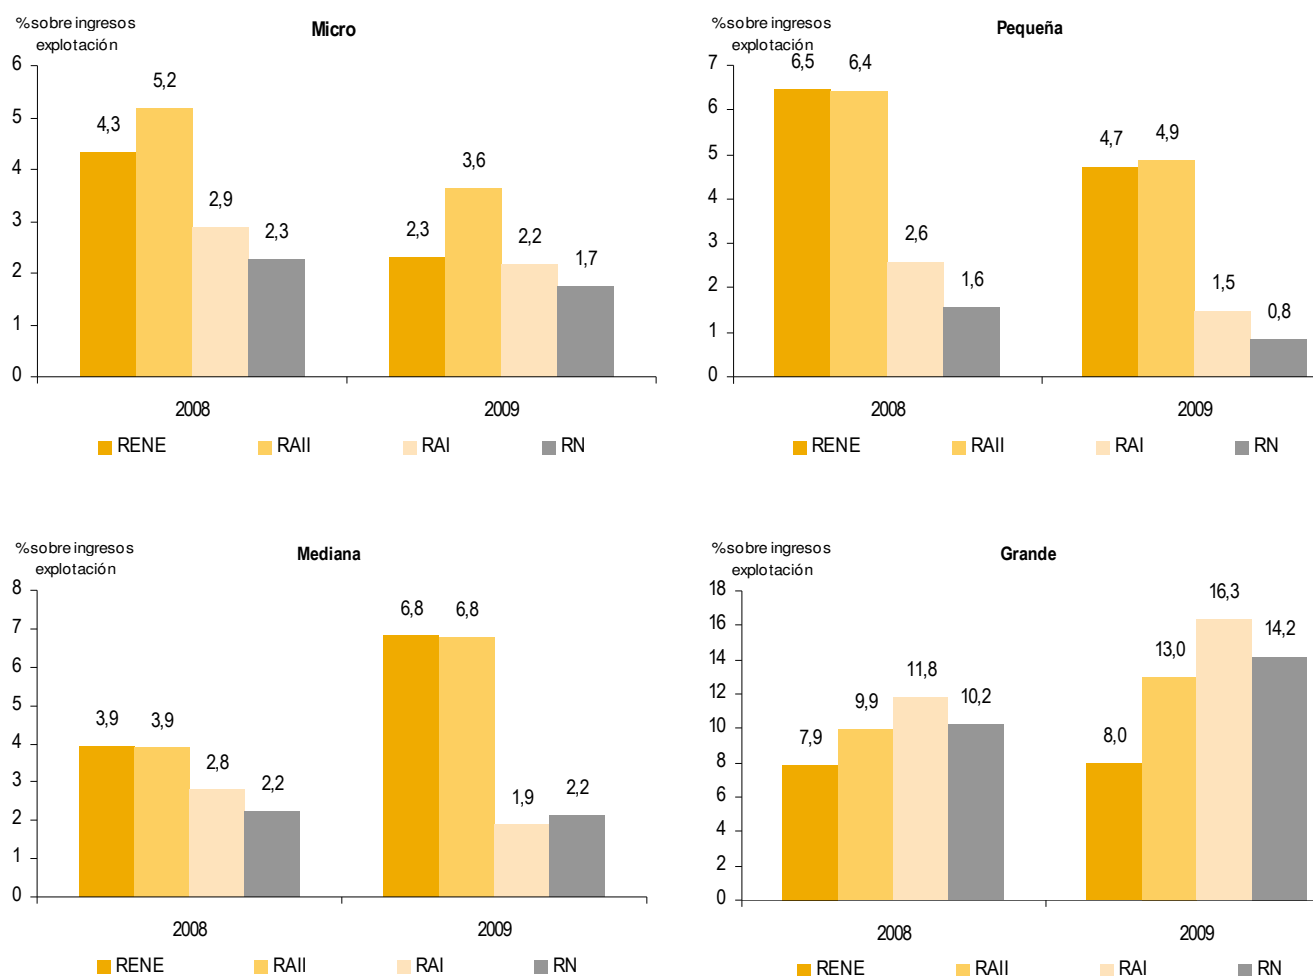 %sobre ingresos
explotación
Micro
6
5
4
3
2
1
0
4,3
5,2
2,9
2,3
2,3
3,6
2,2
1,7
2008
2009
RENE
RAII
RAI
RN
%sobre ingresos
explotación
Pequeña
7
6
5
4
3
2
1
0
6,5
6,4
2,6
1,6
4,7
4,9
1,5
0,8
2008
2009
RENE
RAII
RAI
RN
%sobre ingresos
explotación
Mediana
8
7
6
5
4
3
2
1
0
3,9
3,9
2,8
2,2
6,8
6,8
1,9
2,2
2008
2009
RENE
RAII
RAI
RN
%sobre ingresos
explotación
Grande
18
16
14
12
10
8
6
4
2
0
7,9
9,9
11,8
10,2
8,0
13,0
16,3
14,2
2008
2009
RENE
RAII
RAI
RN